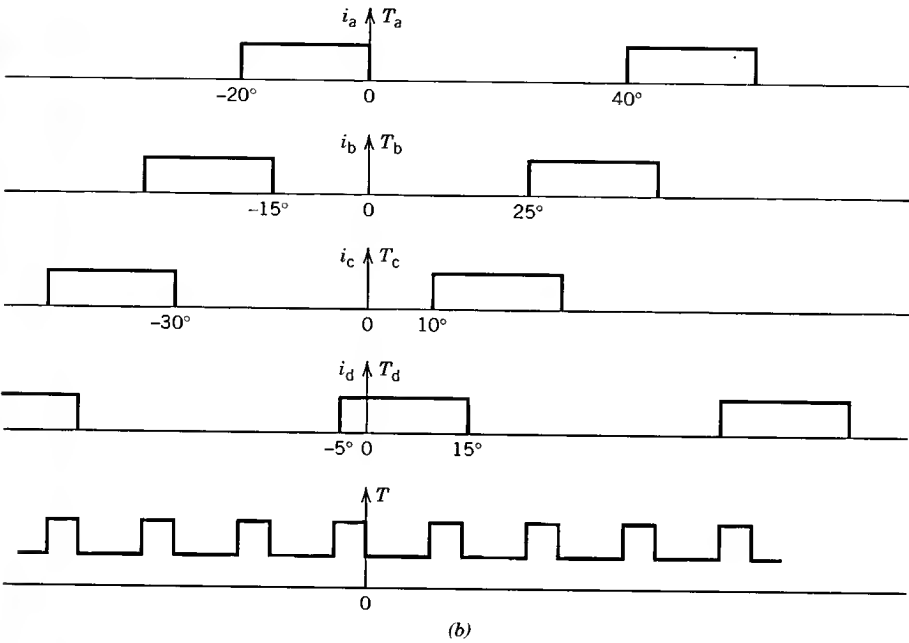 i_a T_a
-20° 0 40°
i_b T_b
-15° 0 25°
i_c T_c
-30° 0 10°
i_d T_d
-5° 0 15°
T
0
(b)